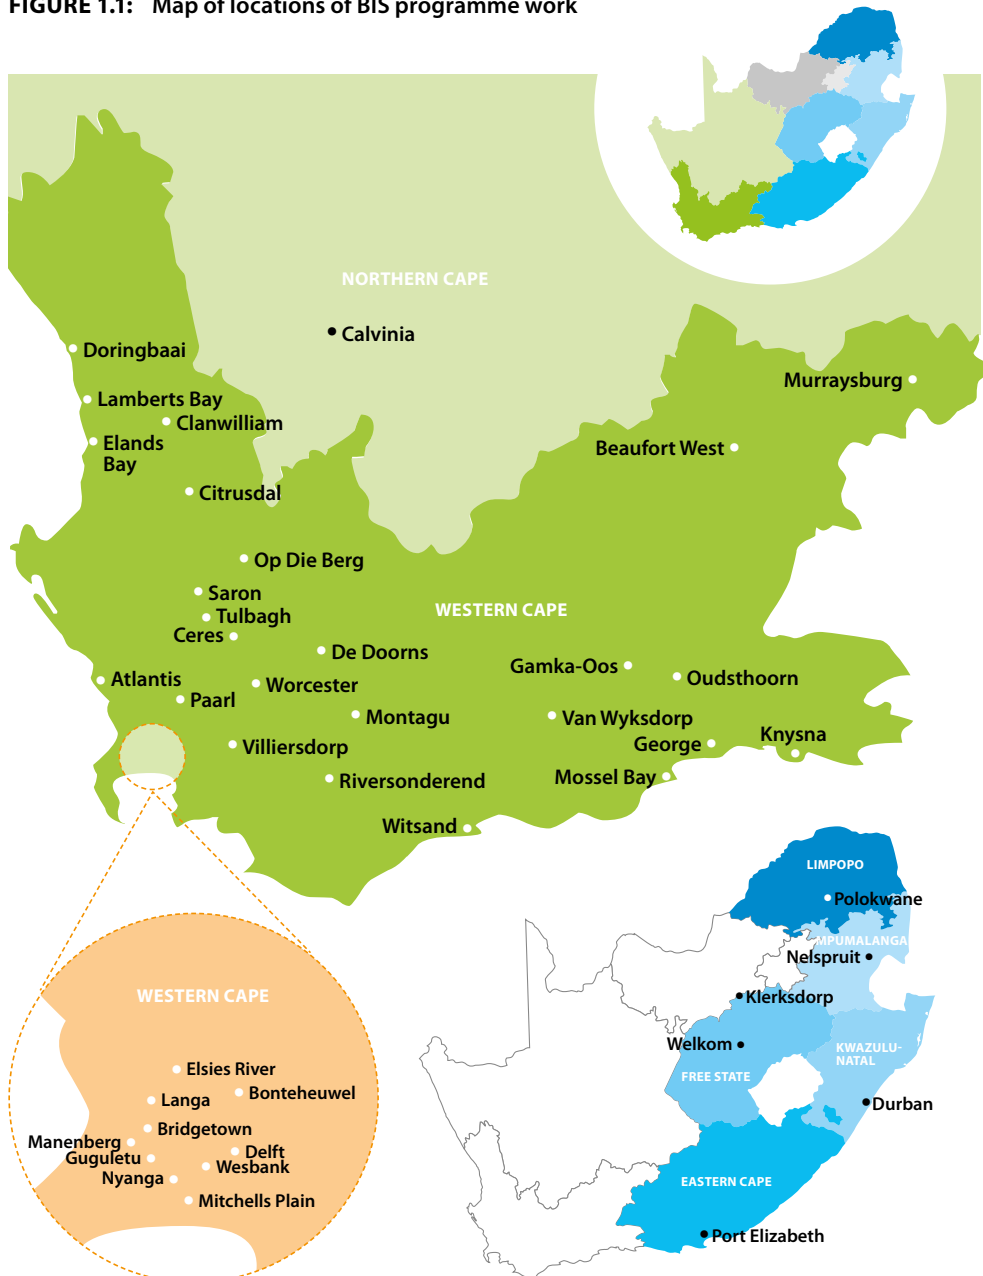 FIGURE 1.1: Map of locations of BIS programme work
NORTHERN CAPE
Calvinia
Doringbaai
Murraysburg
Lamberts Bay
Clanwilliam
Elands
Bay
Beaufort West
Citrusdal
Op Die Berg
Saron
WESTERN CAPE
Tulbagh
Ceres
De Doorns
Gamka-Oos
Oudsthoorn
Atlantis
Worcester
Paarl
Montagu
Van Wyksdorp
Knysna
George
Villiersdorp
Mossel Bay
Riversonderend
Witsand
LIMPOPO
Polokwane
MPUMALANGA
Nelspruit
Klerksdorp
Welkom
KWAZULU-
NATAL
FREE STATE
Durban
EASTERN CAPE
Port Elizabeth
WESTERN CAPE
Elsies River
Bonteheuwel
Langa
Bridgetown
Manenberg
Delft
Guguletu
Wesbank
Nyanga
Mitchells Plain